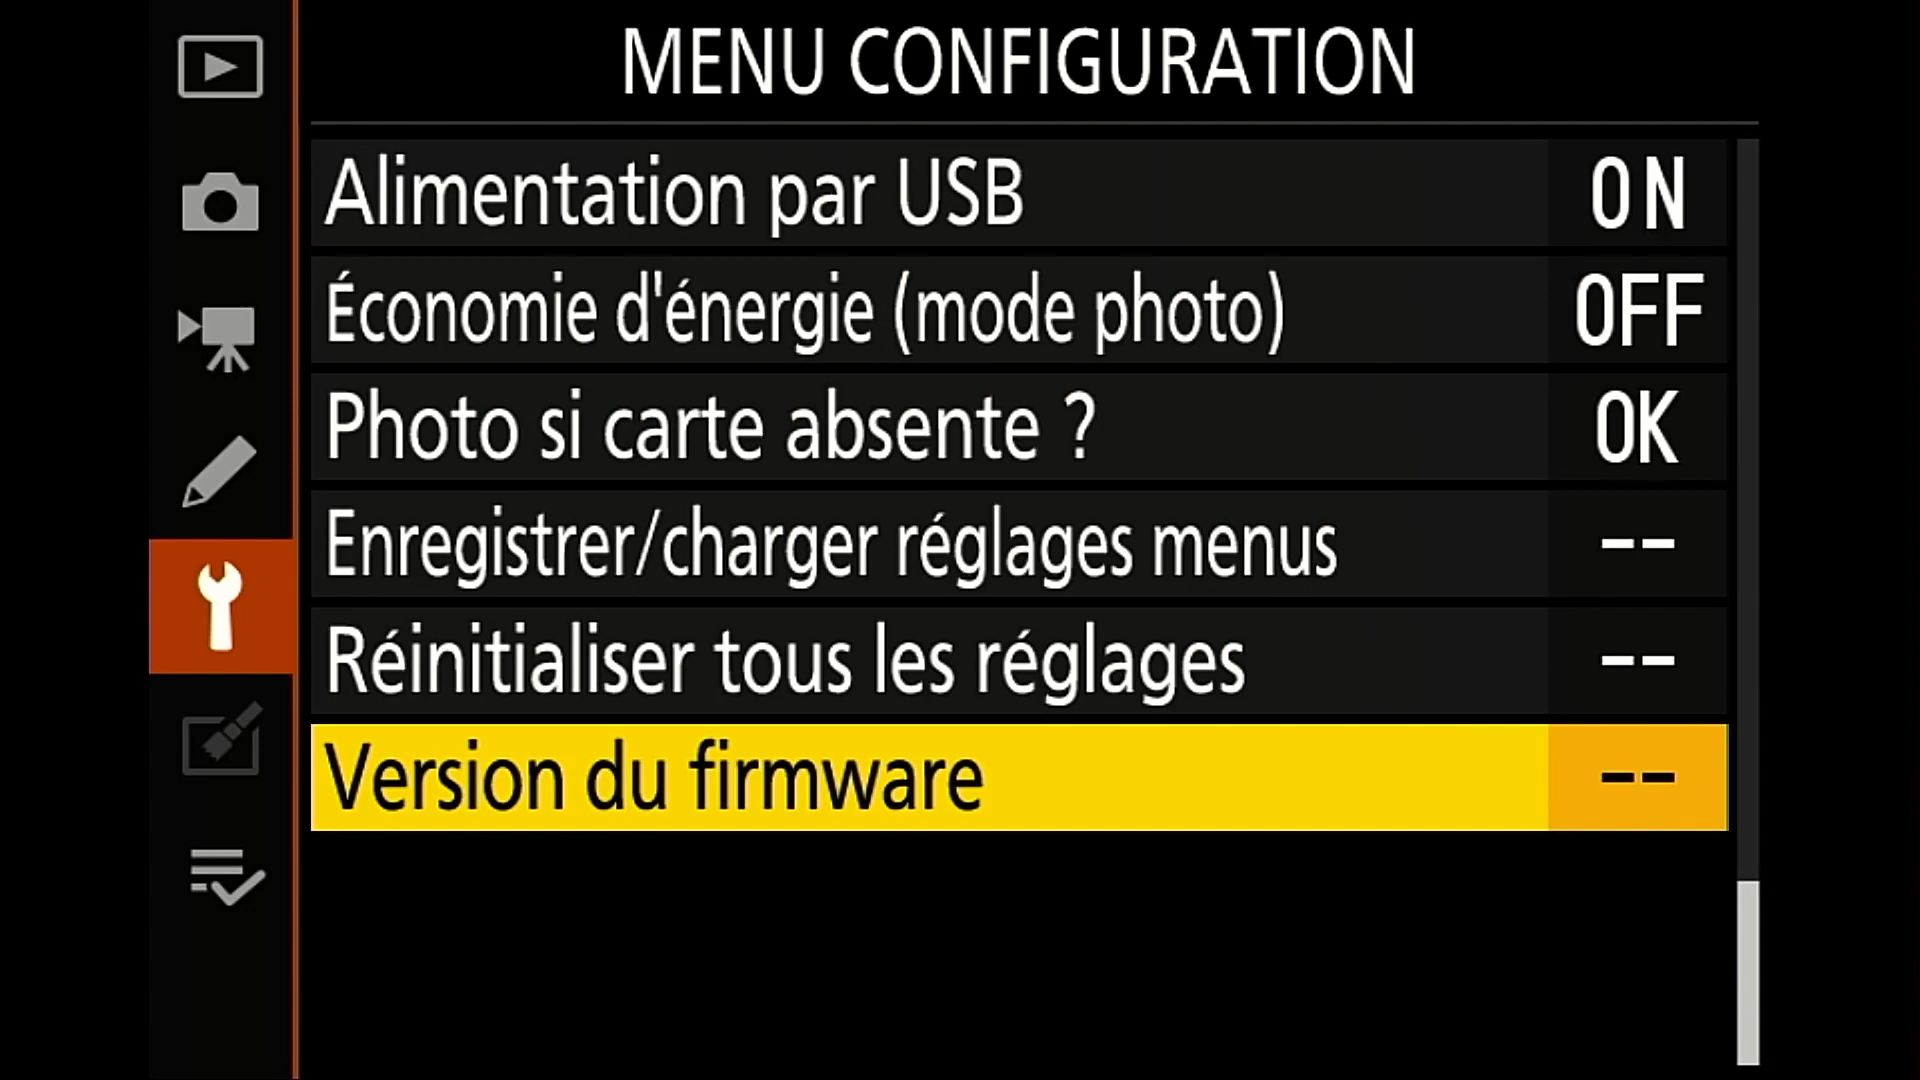 MENU CONFIGURATION
Alimentation par USB ON
Économie d'énergie (mode photo) OFF
Photo si carte absente ? OK
Enregistrer/charger réglages menus --
Réinitialiser tous les réglages --
Version du firmware --